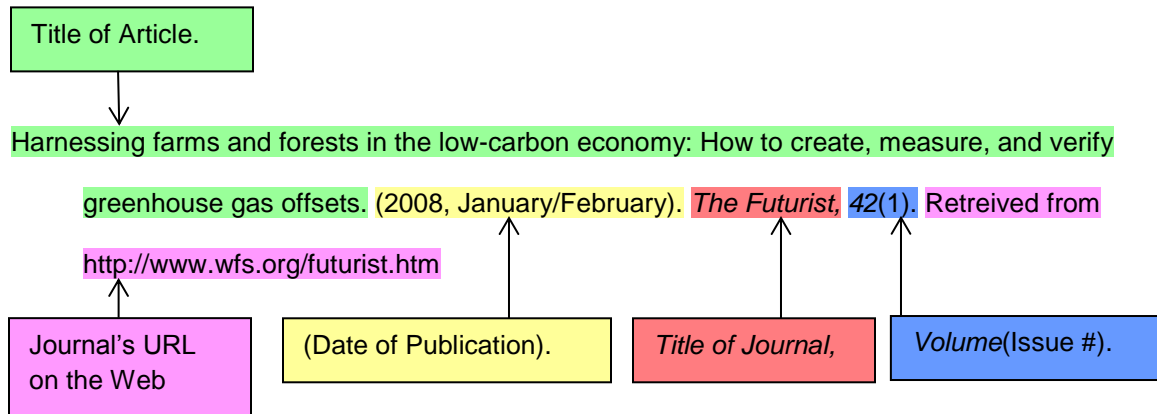 Title of Article.
Harnessing farms and forests in the low-carbon economy: How to create, measure, and verify
greenhouse gas offsets. (2008, January/February). The Futurist, 42(1). Retreived from
http://www.wfs.org/futurist.htm
Journal's URL
on the Web
(Date of Publication).
Title of Journal,
Volume(Issue #).